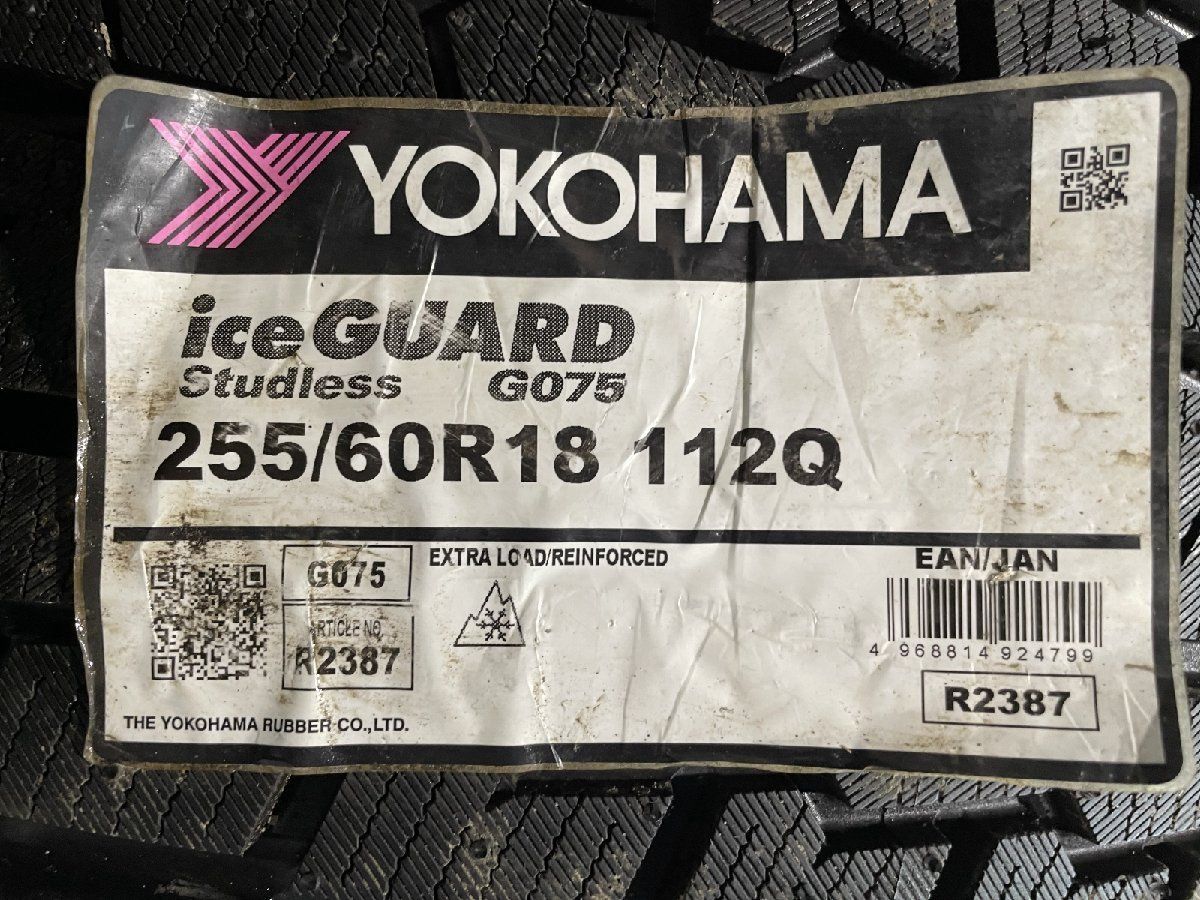 YOKOHAMA
iceGUARD
Studless G075
255/60R18 112Q
G075
ARTICLE NO.
R2387
EXTRA LOAD/REINFORCED
EAN/JAN
4 968814 924799
R2387
THE YOKOHAMA RUBBER CO.,LTD.